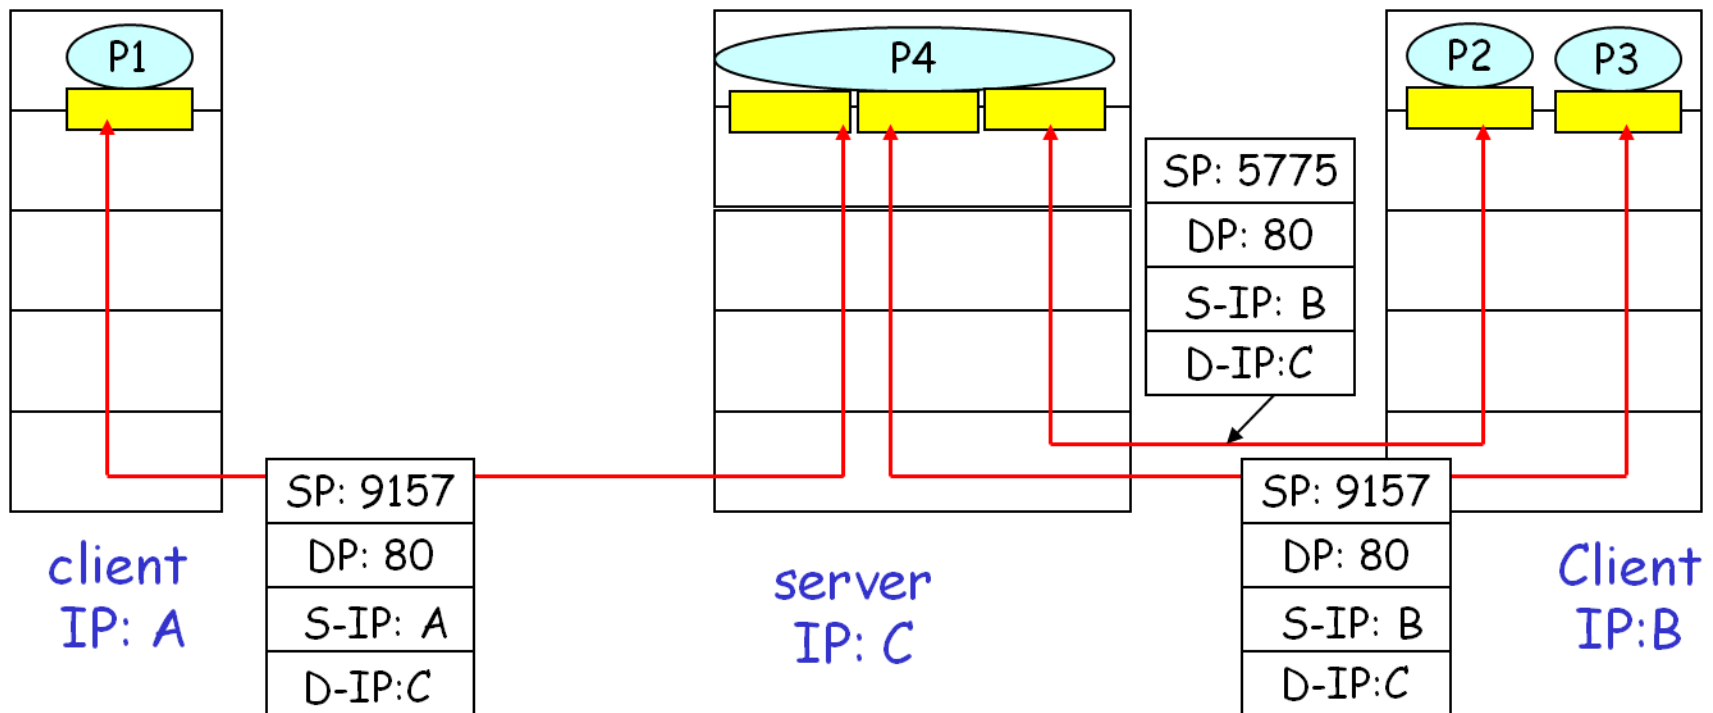 P1
P4
P2
P3
SP: 5775
DP: 80
S-IP: B
D-IP:C
SP: 9157
DP: 80
S-IP: A
D-IP:C
SP: 9157
DP: 80
S-IP: B
D-IP:C
client
IP: A
server
IP: C
Client
IP:B